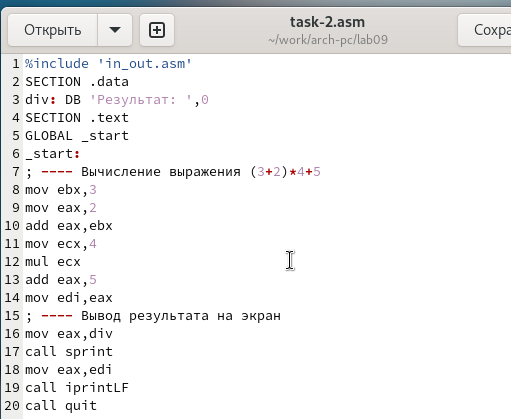 Открыть
task-2.asm
~/work/arch-pc/lab09
Сохра
1 %include 'in_out.asm'
2 SECTION .data
3 div: DB 'Результат: ',0
4 SECTION .text
5 GLOBAL _start
6 _start:
7 ; ---- Вычисление выражения (3+2)*4+5
8 mov ebx,3
9 mov eax,2
10 add eax,ebx
11 mov ecx,4
12 mul ecx
13 add eax,5
14 mov edi,eax
15 ; ---- Вывод результата на экран
16 mov eax,div
17 call sprint
18 mov eax,edi
19 call iprintLF
20 call quit